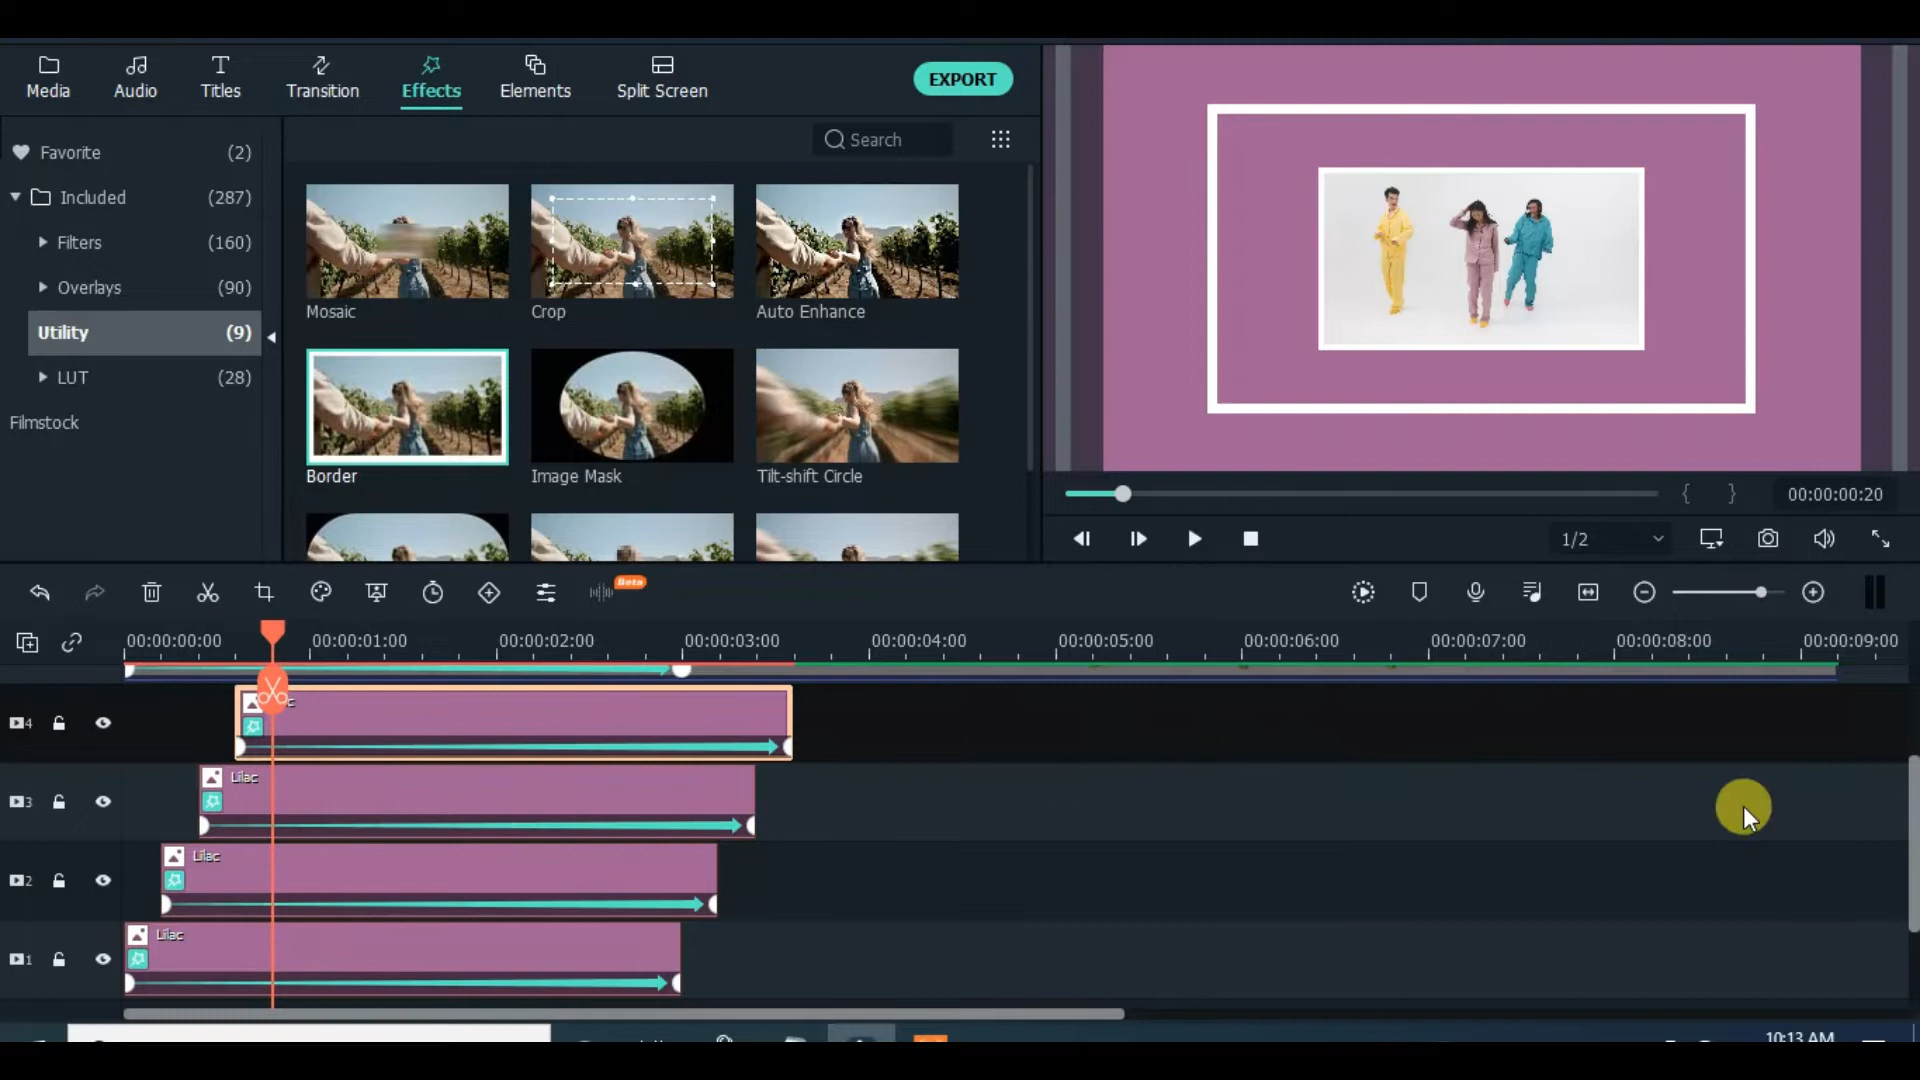 Media
Audio
Titles
Transition
Effects
Elements
Split Screen
EXPORT
Favorite (2)
Included (287)
Filters (160)
Overlays (90)
Utility (9)
LUT (28)
Filmstock
Search
Mosaic
Crop
Auto Enhance
Border
Image Mask
Tilt-shift Circle
{ }
00:00:00:20
1/2
Beta
00:00:00:00
00:00:01:00
00:00:02:00
00:00:03:00
00:00:04:00
00:00:05:00
00:00:06:00
00:00:07:00
00:00:08:00
00:00:09:00
4
3
Lilac
2
Lilac
1
Lilac
10:13 AM